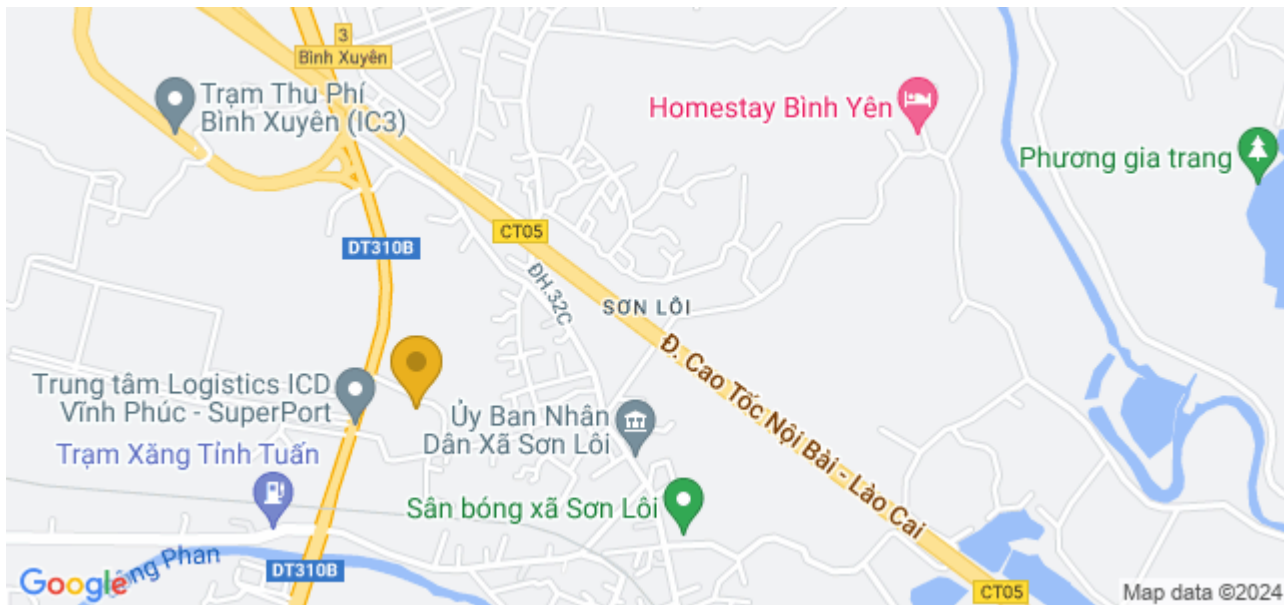 3
Bình Xuyên
Trạm Thu Phí
Bình Xuyên (IC3)
Homestay Bình Yên
Phương gia trang
CT05
DT310B
ĐH.32C
SƠN LÔI
Đ. Cao Tốc Nội Bài - Lào Cai
Trung tâm Logistics ICD
Vĩnh Phúc - SuperPort
Ủy Ban Nhân
Dân Xã Sơn Lôi
Trạm Xăng Tỉnh Tuấn
Sân bóng xã Sơn Lôi
Phan
Google
DT310B
CT05
Map data ©2024